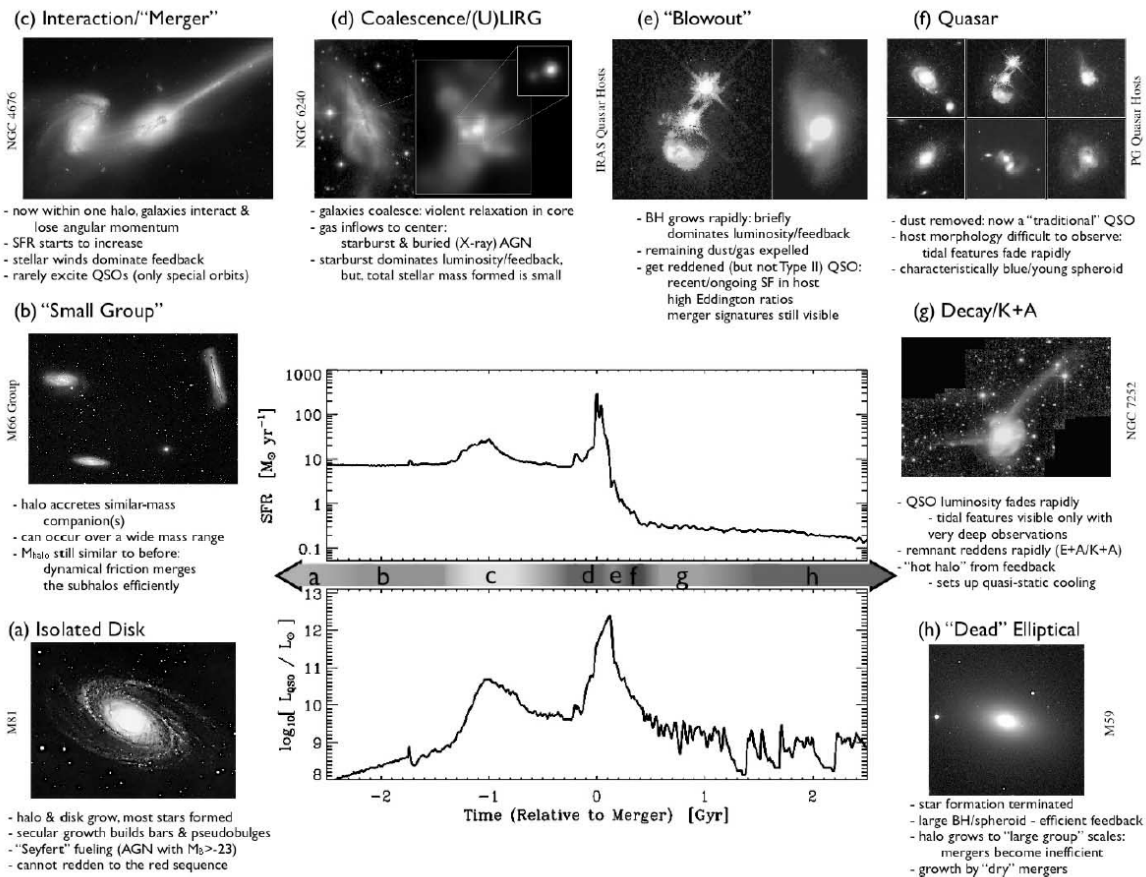 (c) Interaction/“Merger”
NGC 4676
- now within one halo, galaxies interact &
lose angular momentum
- SFR starts to increase
- stellar winds dominate feedback
- rarely excite QSOs (only special orbits)
(d) Coalescence/(U)LIRG
NGC 6240
- galaxies coalesce: violent relaxation in core
- gas inflows to center:
starburst & buried (X-ray) AGN
- starburst dominates luminosity/feedback,
but, total stellar mass formed is small
(e) “Blowout”
IRAS Quasar Hosts
- BH grows rapidly: briefly
dominates luminosity/feedback
- remaining dust/gas expelled
- get reddened (but not Type II) QSO:
recent/ongoing SF in host
high Eddington ratios
merger signatures still visible
(f) Quasar
PG Quasar Hosts
- dust removed: now a “traditional” QSO
- host morphology difficult to observe:
tidal features fade rapidly
- characteristically blue/young spheroid
(b) “Small Group”
M66 Group
- halo accretes similar-mass
companion(s)
- can occur over a wide mass range
- Mhalo still similar to before:
dynamical friction merges
the subhalos efficiently
(a) Isolated Disk
M81
- halo & disk grow, most stars formed
- secular growth builds bars & pseudobulges
- “Seyfert” fueling (AGN with MB>-23)
- cannot redden to the red sequence
1000
100
10
1
0.1
SFR [M⊙ yr⁻¹]
a b c d e f g h
13
12
11
10
9
8
log10[ LQSO / L⊙ ]
-2 -1 0 1 2
Time (Relative to Merger) [Gyr]
(g) Decay/K+A
NGC 7252
- QSO luminosity fades rapidly
- tidal features visible only with
very deep observations
- remnant reddens rapidly (E+A/K+A)
- “hot halo” from feedback
- sets up quasi-static cooling
(h) “Dead” Elliptical
M59
- star formation terminated
- large BH/spheroid - efficient feedback
- halo grows to “large group” scales:
mergers become inefficient
- growth by “dry” mergers